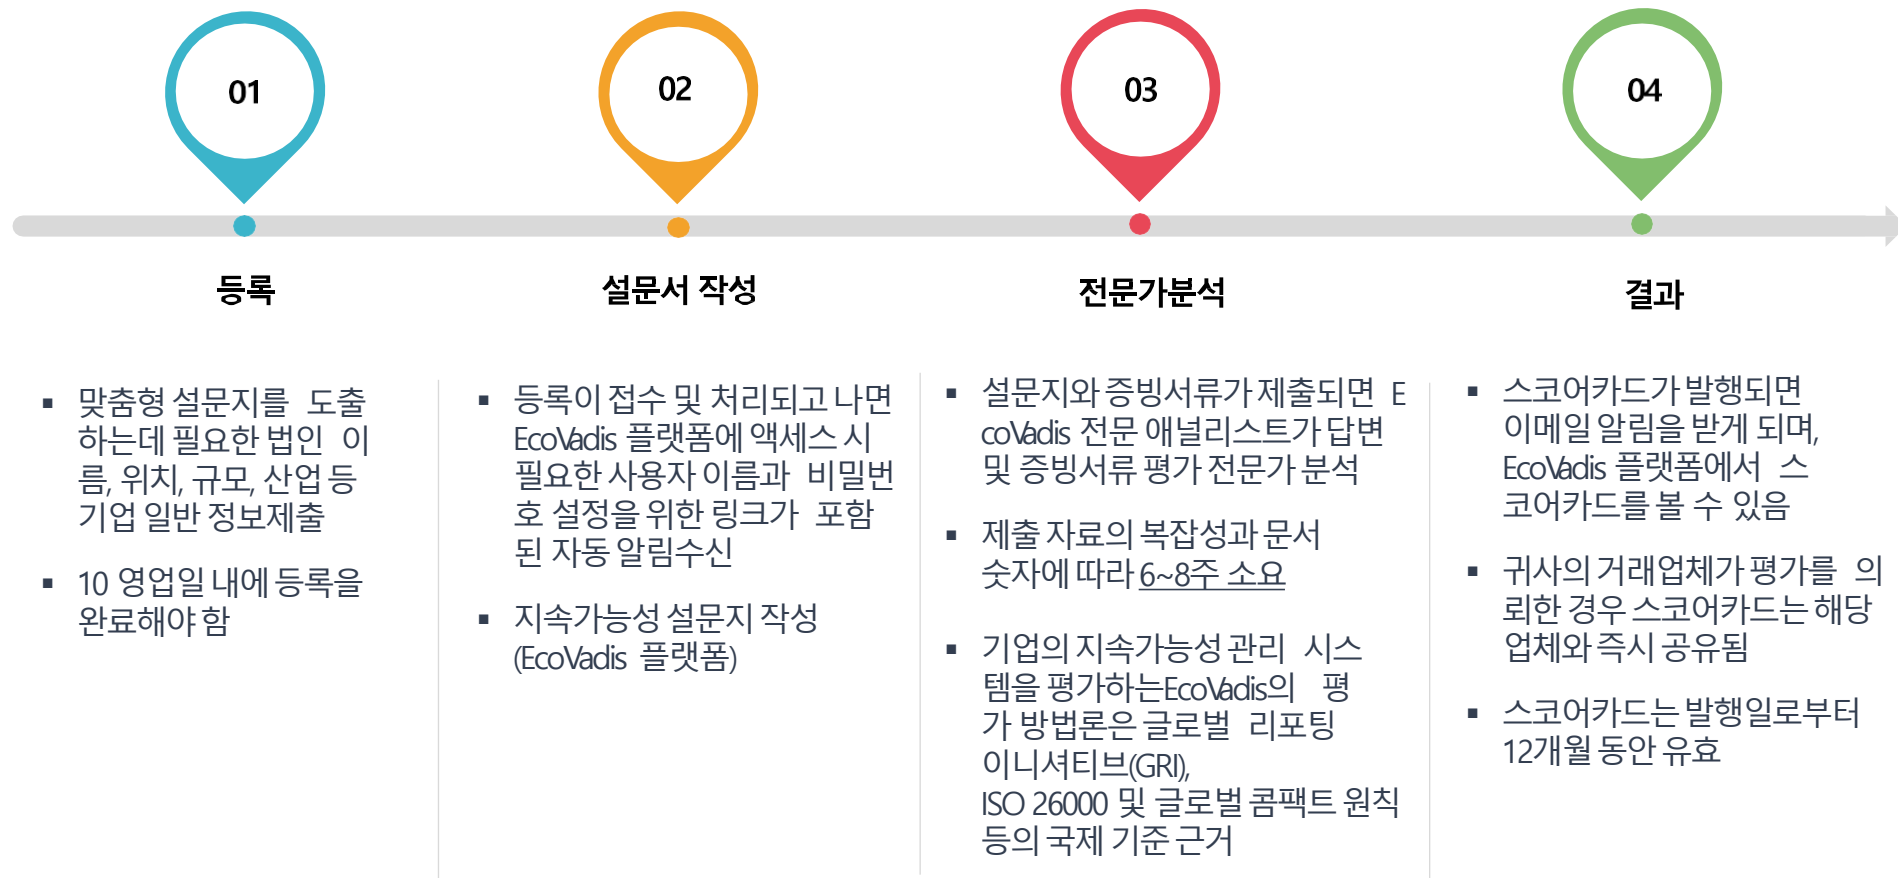 01
02
03
04
등록
설문서 작성
전문가분석
결과
▪ 맞춤형 설문지를 도출
하는데 필요한 법인 이
름, 위치, 규모, 산업 등
기업 일반 정보제출
▪ 10 영업일 내에 등록을
완료해야 함
▪ 등록이 접수 및 처리되고 나면
EcoVadis 플랫폼에 액세스 시
필요한 사용자 이름과 비밀번
호 설정을 위한 링크가 포함
된 자동 알림수신
▪ 지속가능성 설문지 작성
(EcoVadis 플랫폼)
▪ 설문지와 증빙서류가 제출되면 E
coVadis 전문 애널리스트가 답변
및 증빙서류 평가 전문가 분석
▪ 제출 자료의 복잡성과 문서
숫자에 따라 6~8주 소요
▪ 기업의 지속가능성 관리 시스
템을 평가하는EcoVadis의 평
가 방법론은 글로벌 리포팅
이니셔티브(GRI),
ISO 26000 및 글로벌 콤팩트 원칙
등의 국제 기준 근거
▪ 스코어카드가 발행되면
이메일 알림을 받게 되며,
EcoVadis 플랫폼에서 스
코어카드를 볼 수 있음
▪ 귀사의 거래업체가 평가를 의
뢰한 경우 스코어카드는 해당
업체와 즉시 공유됨
▪ 스코어카드는 발행일로부터
12개월 동안 유효